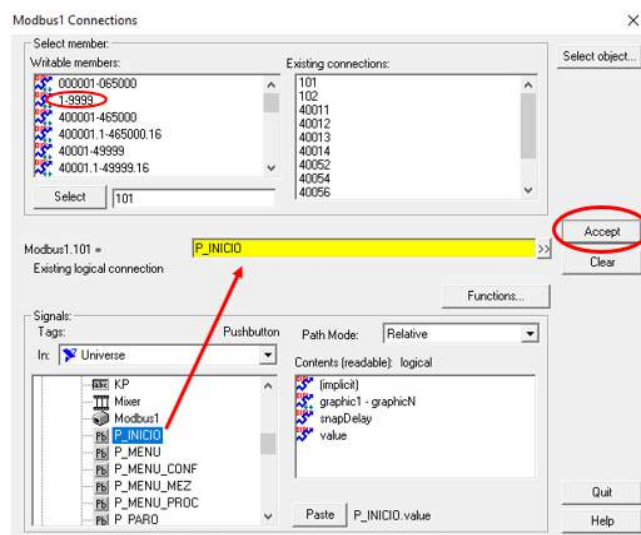 Modbus1 Connections
Select member:
Writable members:
000001-065000
1-9999
400001-465000
400001.1-465000.16
40001-49999
40001.1-49999.16
Select
101
Existing connections:
101
102
40011
40012
40013
40014
40052
40054
40056
Select object...
Modbus1.101 =
P_INICIO
>>
Existing logical connection
Accept
Clear
Functions...
Signals:
Tags:
Pushbutton
In:
Universe
KP
Mixer
Modbus1
P_INICIO
P_MENU
P_MENU_CONF
P_MENU_MEZ
P_MENU_PROC
P_PARO
Path Mode:
Relative
Contents (readable): logical
(implicit)
graphic1 - graphicN
snapDelay
value
Paste
P_INICIO.value
Quit
Help